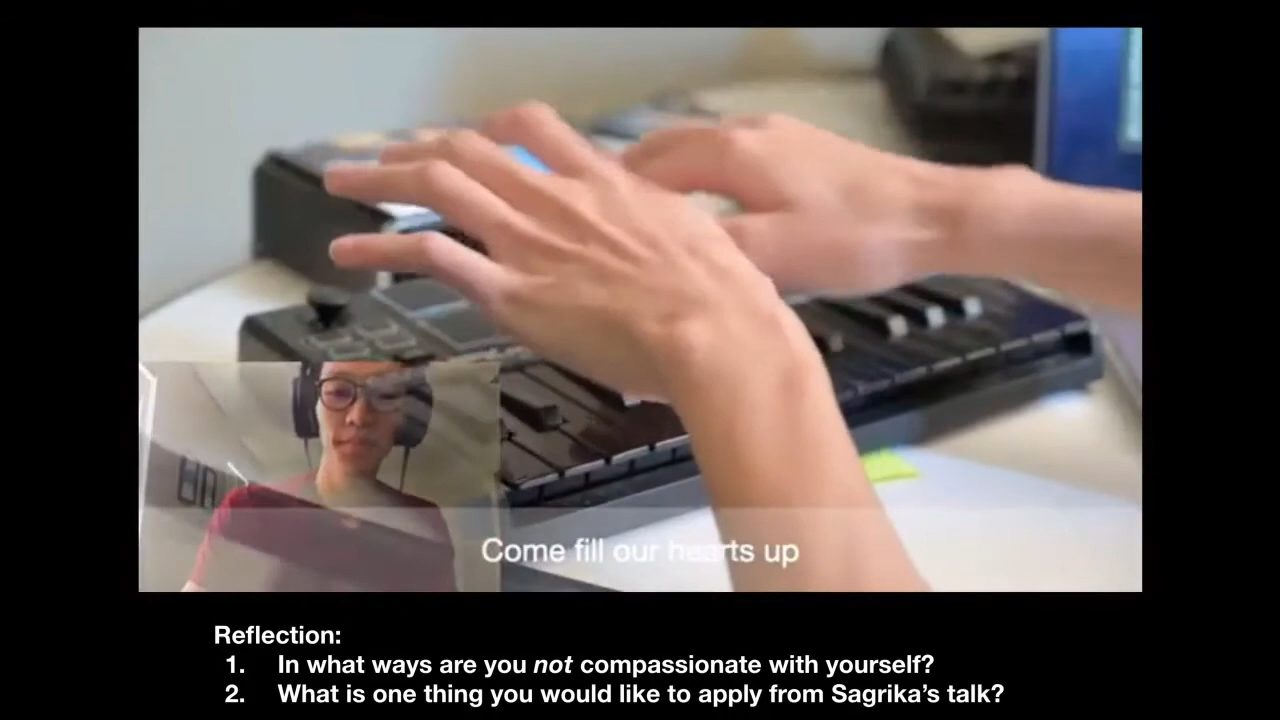 Come fill our hearts up
Reflection:
1. In what ways are you not compassionate with yourself?
2. What is one thing you would like to apply from Sagrika's talk?